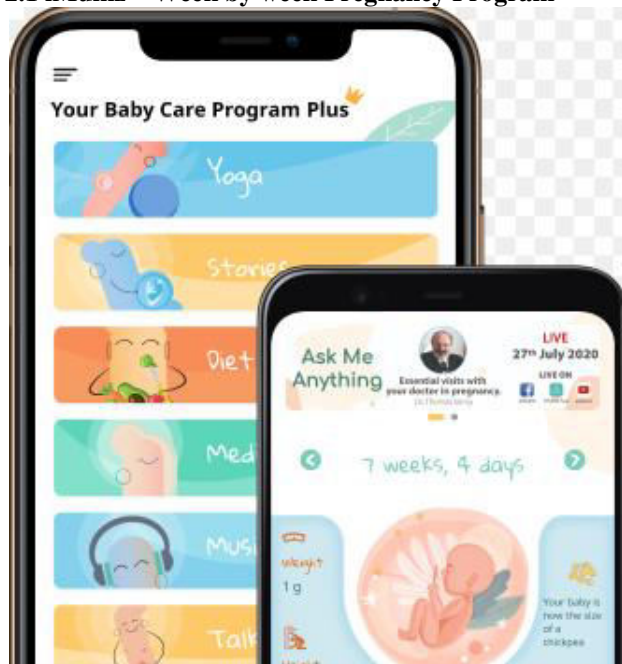 Your Baby Care Program Plus
Yoga
Stories
Diet
Med
Musi
Talk
Ask Me
Anything
Essential visits with
your doctor in pregnancy.
LIVE
27th July 2020
LIVE ON
7 weeks, 4 days
Weight
1 g
Height
Your baby is
now the size
of a
chickpea